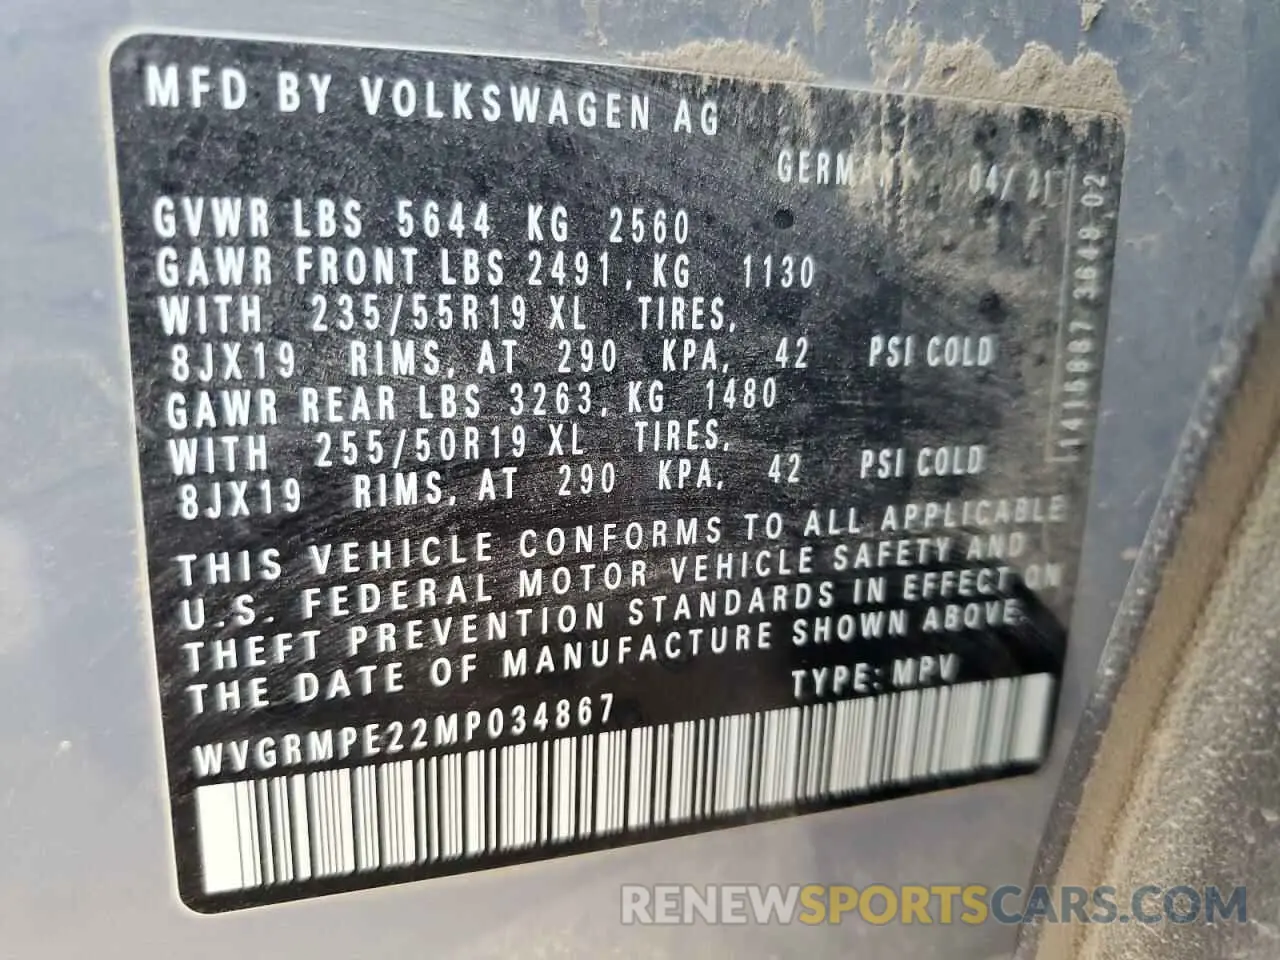 MFD BY VOLKSWAGEN AG
GERMANY 04/21
GVWR LBS 5644 KG 2560
GAWR FRONT LBS 2491, KG 1130
WITH 235/55R19 XL TIRES,
8JX19 RIMS, AT 290 KPA, 42 PSI COLD
GAWR REAR LBS 3263, KG 1480
WITH 255/50R19 XL TIRES,
8JX19 RIMS, AT 290 KPA, 42 PSI COLD
THIS VEHICLE CONFORMS TO ALL APPLICABLE
U.S. FEDERAL MOTOR VEHICLE SAFETY AND
THEFT PREVENTION STANDARDS IN EFFECT ON
THE DATE OF MANUFACTURE SHOWN ABOVE.
WVGRMPE22MP034867 TYPE: MPV
1415887 3649 02
RENEWSPORTSCARS.COM